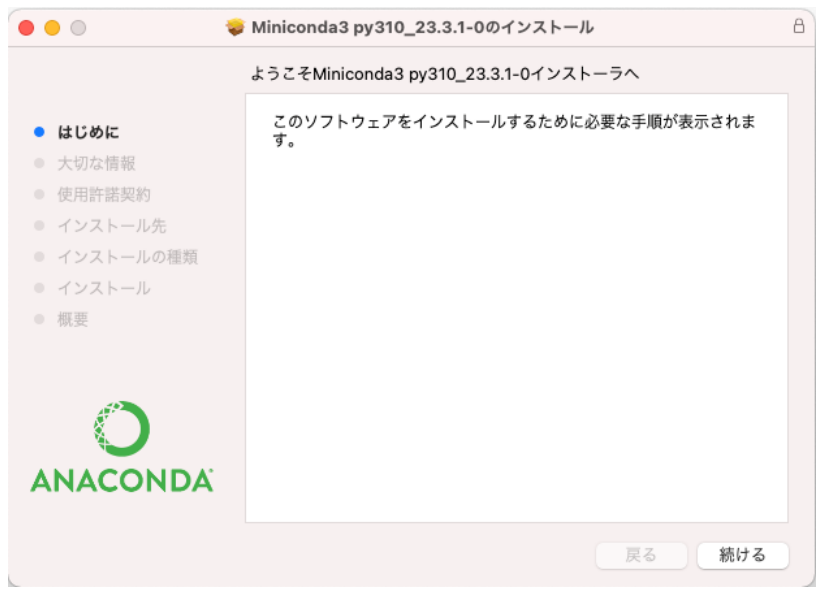 Miniconda3 py310_23.3.1-0のインストール
ようこそMiniconda3 py310_23.3.1-0インストーラへ
はじめに
大切な情報
使用許諾契約
インストール先
インストールの種類
インストール
概要
このソフトウェアをインストールするために必要な手順が表示されま
す。
ANACONDA
戻る
続ける